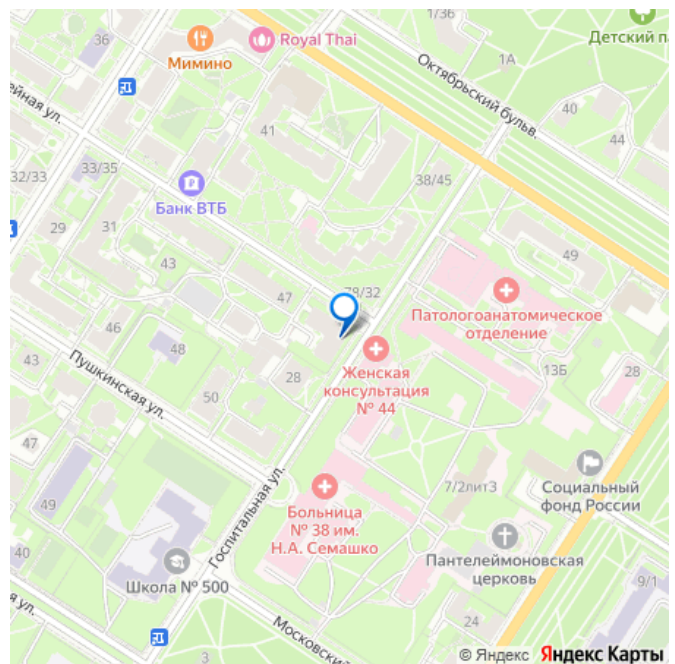 1/36
Детский па
36
Royal Thai
Мимино
1А
Октябрьский бульв.
ейная ул.
40
41
44
33/35
32/33
38/45
Банк ВТБ
29
31
49
43
78/32
47
Патологоанатомическое
отделение
46
48
43
Пушкинская ул.
Женская
консультация
№ 44
28
13Б
28
50
47
49
Госпитальная ул.
Больница
№ 38 им.
Н.А. Семашко
7/2лит3
Социальный
фонд России
40
Школа № 500
Пантелеймоновская
церковь
9/1
я ул.
24
Московский
3
© Яндекс Яндекс Карты